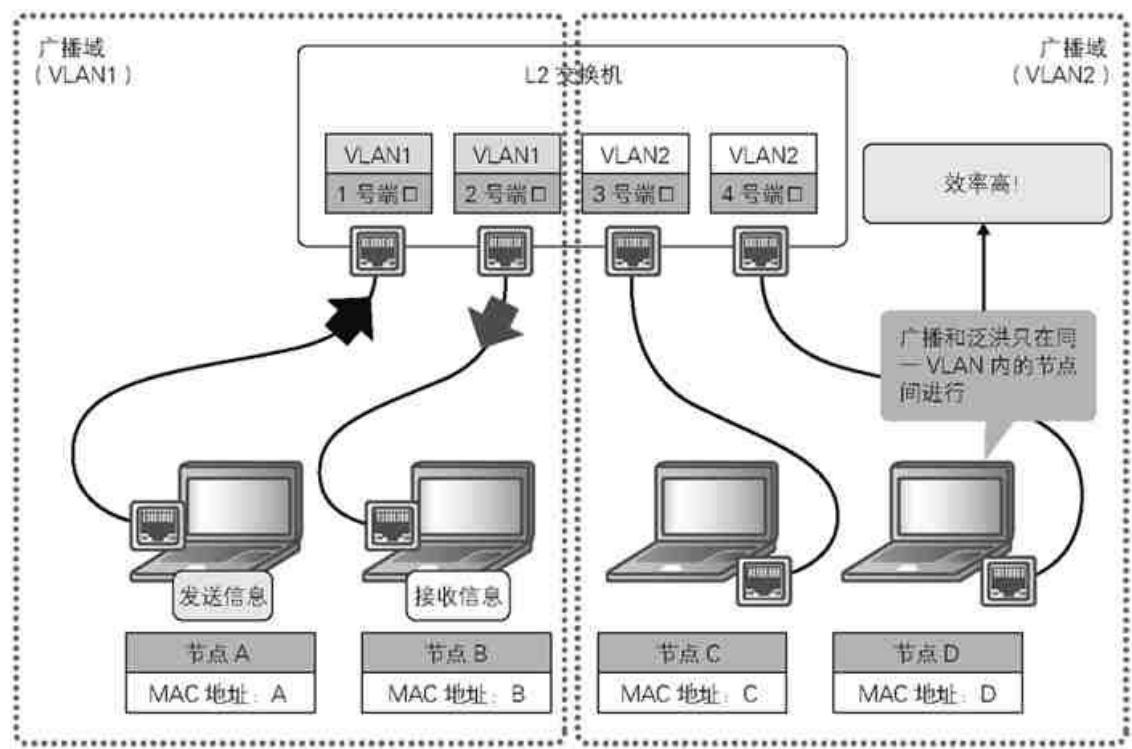 广播域
（VLAN1）
广播域
（VLAN2）
L2 交换机
VLAN1
1 号端口
VLAN1
2 号端口
VLAN2
3 号端口
VLAN2
4 号端口
效率高！
广播和泛洪只在同
一 VLAN 内的节点
间进行
发送信息
接收信息
节点 A
MAC 地址：A
节点 B
MAC 地址：B
节点 C
MAC 地址：C
节点 D
MAC 地址：D